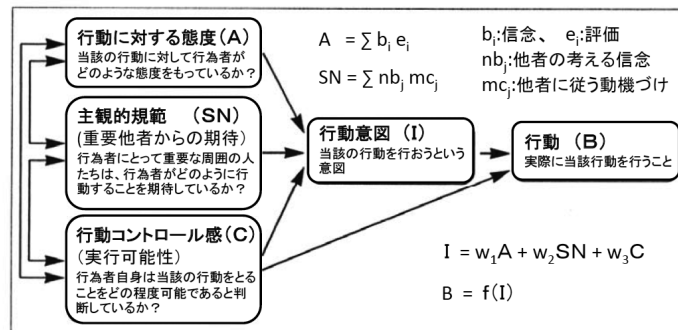 行動に対する態度(A)
当該の行動に対して行為者が
どのような態度をもっているか?
主観的規範 (SN)
(重要他者からの期待)
行為者にとって重要な周囲の人
たちは、行為者がどのように行
動することを期待しているか?
行動コントロール感(C)
(実行可能性)
行為者自身は当該の行動をとる
ことをどの程度可能であると判
断しているか?
A = ∑ bᵢ eᵢ
SN = ∑ nbⱼ mcⱼ
bᵢ:信念、 eᵢ:評価
nbⱼ:他者の考える信念
mcⱼ:他者に従う動機づけ
行動意図 (I)
当該の行動を行おうという
意図
行動 (B)
実際に当該行動を行うこと
I = w₁A + w₂SN + w₃C
B = f(I)